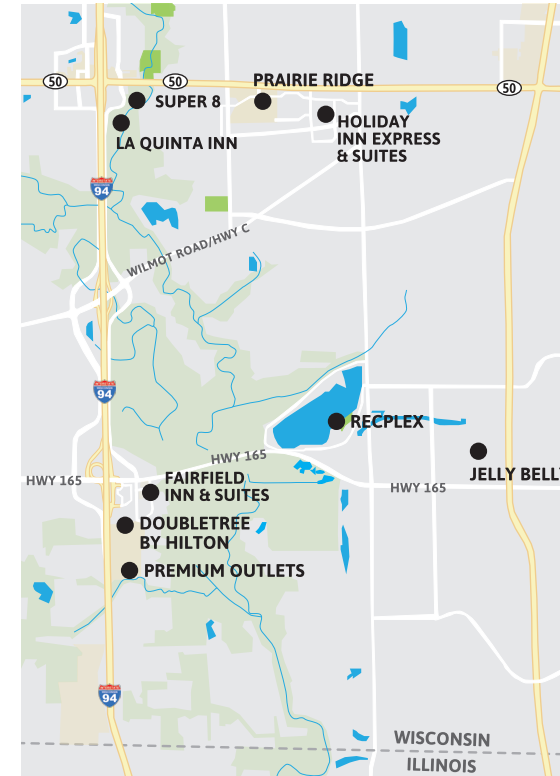 50
50
50
PRAIRIE RIDGE
SUPER 8
HOLIDAY
INN EXPRESS
& SUITES
LA QUINTA INN
94
WILMOT ROAD/HWY C
94
RECPLEX
HWY 165
JELLY BELLY
HWY 165
HWY 165
FAIRFIELD
INN & SUITES
DOUBLETREE
BY HILTON
PREMIUM OUTLETS
94
WISCONSIN
ILLINOIS